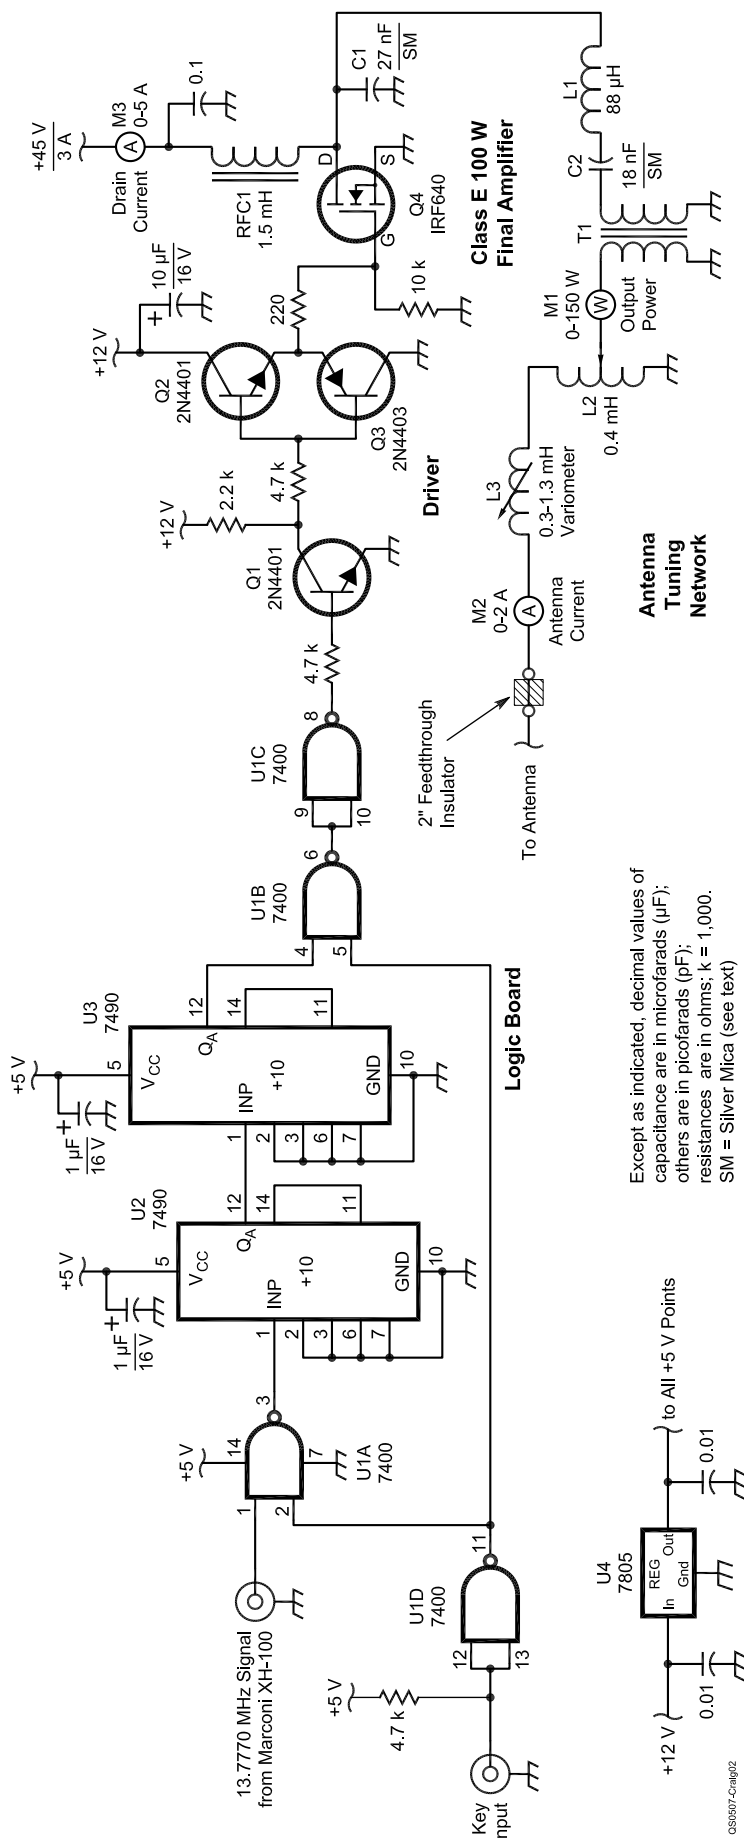 +45 V
3 A
M3
0-5 A
A
Drain
Current
0.1
RFC1
1.5 mH
C1
27 nF
SM
D
S
G
Q4
IRF640
Class E 100 W
Final Amplifier
10 k
220
10 µF
16 V
+
+12 V
Q2
2N4401
Q3
2N4403
4.7 k
2.2 k
+12 V
Q1
2N4401
Driver
4.7 k
8
U1C
7400
9
10
6
U1B
7400
4
5
U3
7490
+5 V
1 µF
16 V
+
5
VCC
QA
12
14
11
÷10
INP
GND
10
1
2
3
6
7
Logic Board
U2
7490
+5 V
1 µF
16 V
+
5
VCC
QA
12
14
11
÷10
INP
GND
10
1
2
3
6
7
3
+5 V
14
7
U1A
7400
1
2
13.7770 MHz Signal
from Marconi XH-100
11
U1D
7400
12
13
+5 V
4.7 k
Key
nput
L1
88 µH
C2
18 nF
SM
T1
M1
0-150 W
W
Output
Power
L2
0.4 mH
L3
0.3-1.3 mH
Variometer
M2
0-2 A
A
Antenna
Current
2" Feedthrough
Insulator
To Antenna
Antenna
Tuning
Network
Except as indicated, decimal values of
capacitance are in microfarads (µF);
others are in picofarads (pF);
resistances are in ohms; k = 1,000.
SM = Silver Mica (see text)
to All +5 V Points
0.01
U4
7805
REG
In
Out
Gnd
0.01
+12 V
QS0507-Craig02